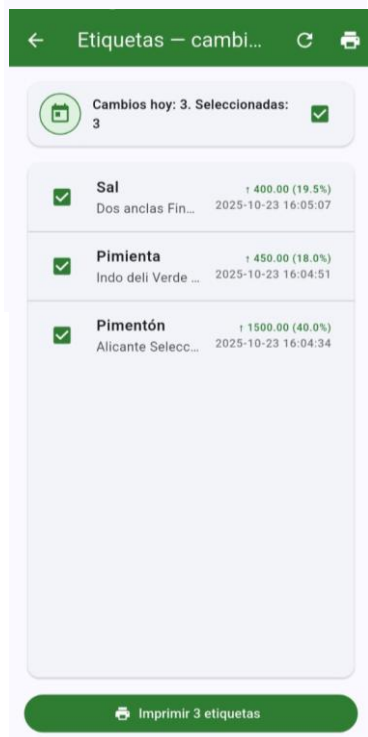 Etiquetas — cambi...
Cambios hoy: 3. Seleccionadas:
3
Sal
↑ 400.00 (19.5%)
Dos anclas Fin...
2025-10-23 16:05:07
Pimienta
↑ 450.00 (18.0%)
Indo deli Verde ...
2025-10-23 16:04:51
Pimentón
↑ 1500.00 (40.0%)
Alicante Selecc...
2025-10-23 16:04:34
Imprimir 3 etiquetas